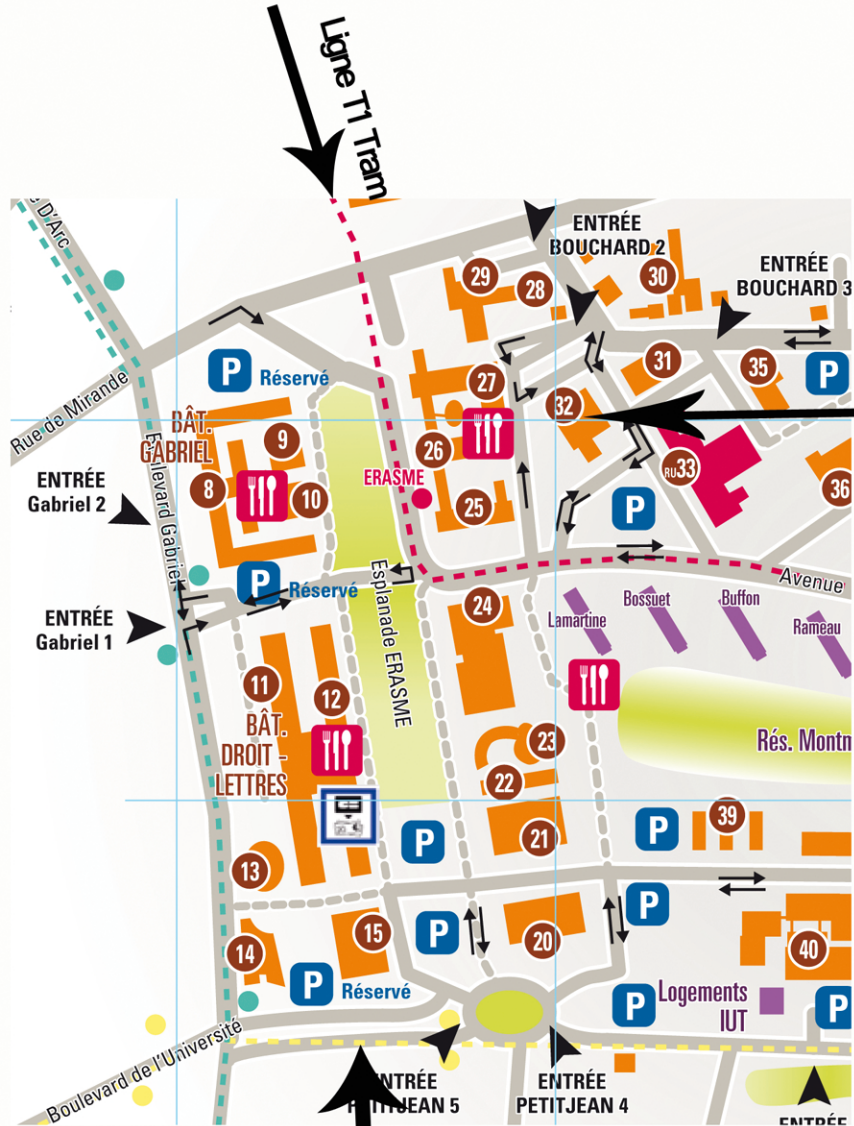 Ligne T1 Tram
D'Arc
ENTRÉE
BOUCHARD 2
29
28
30
ENTRÉE
BOUCHARD 3
31
35
P
P
Réservé
27
32
Rue de Mirande
BÂT.
GABRIEL
9
26
ERASME
RU33
8
10
25
36
ENTRÉE
Gabriel 2
Boulevard Gabriel
P
P
Réservé
Avenue
Esplanade ERASME
ENTRÉE
Gabriel 1
24
Lamartine
Bossuet
Buffon
Rameau
11
12
BÂT.
DROIT -
LETTRES
23
Rés. Montm
22
P
21
P
39
13
P
P
20
15
14
40
P
Réservé
P
Logements
IUT
P
Boulevard de l'Université
ENTRÉE
PETITJEAN 5
ENTRÉE
PETITJEAN 4
ENTRÉE